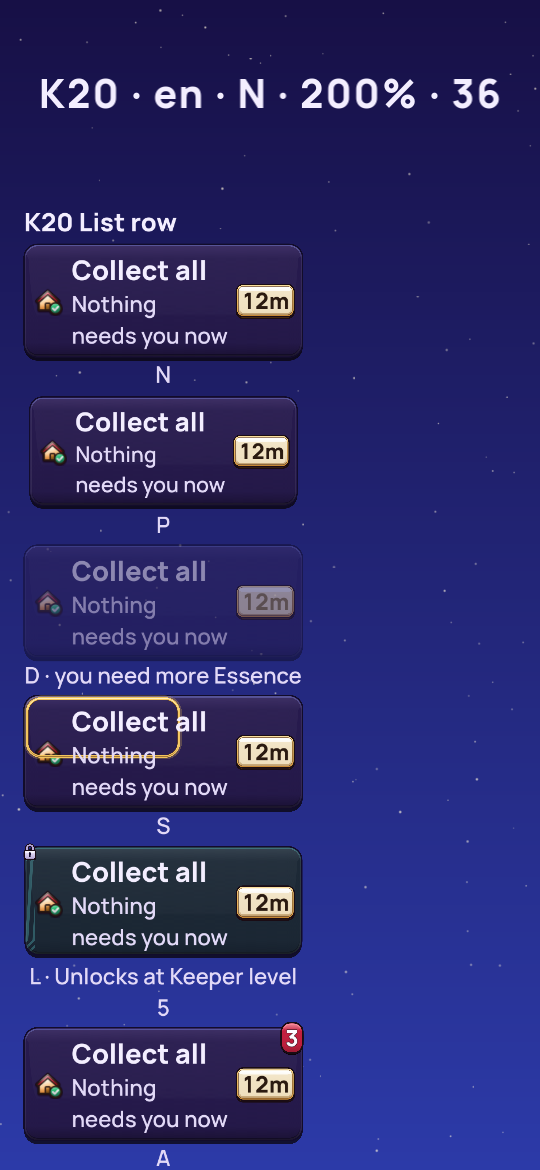 K20 · en · N · 200% · 36
K20 List row
Collect all
Nothing
needs you now
12m
N
Collect all
Nothing
needs you now
12m
P
Collect all
Nothing
needs you now
12m
D · you need more Essence
Collect all
Nothing
needs you now
12m
S
Collect all
Nothing
needs you now
12m
L · Unlocks at Keeper level
5
3
Collect all
Nothing
needs you now
12m
A